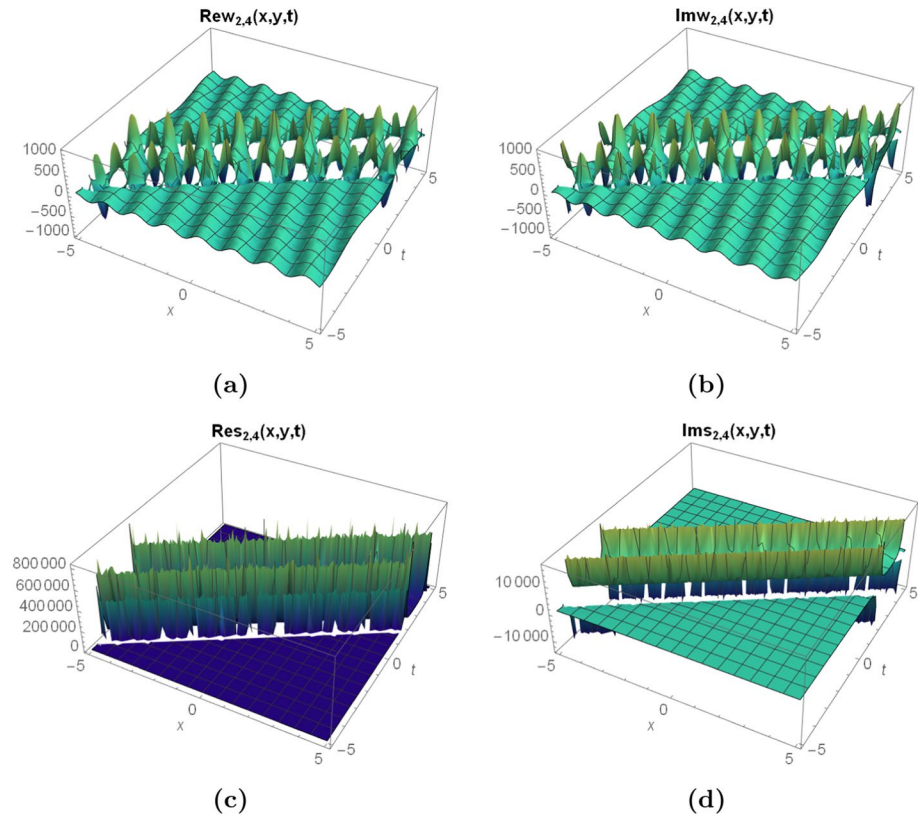 Rew2,4(x,y,t)
1000
500
0
−500
−1000
−5
0
x
5
−5
0
t
5
(a)
Imw2,4(x,y,t)
1000
500
0
−500
−1000
−5
0
x
5
−5
0
t
5
(b)
Res2,4(x,y,t)
800 000
600 000
400 000
200 000
0
−5
0
x
5
−5
0
t
5
(c)
Ims2,4(x,y,t)
10 000
0
−10 000
−5
0
x
5
−5
0
t
5
(d)